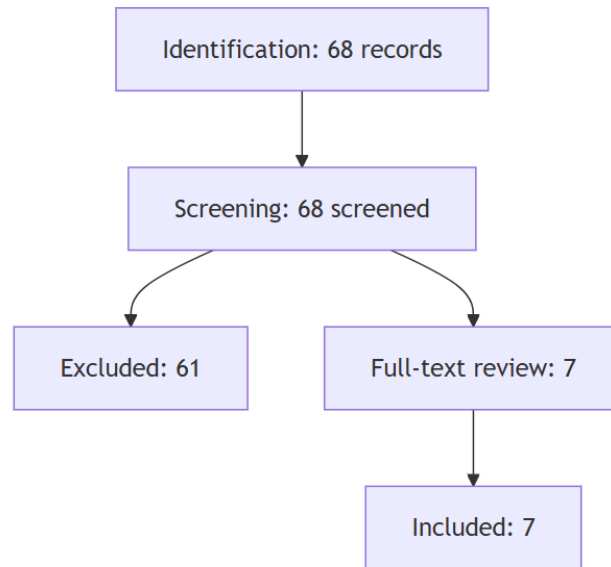 Identification: 68 records
Screening: 68 screened
Excluded: 61
Full-text review: 7
Included: 7